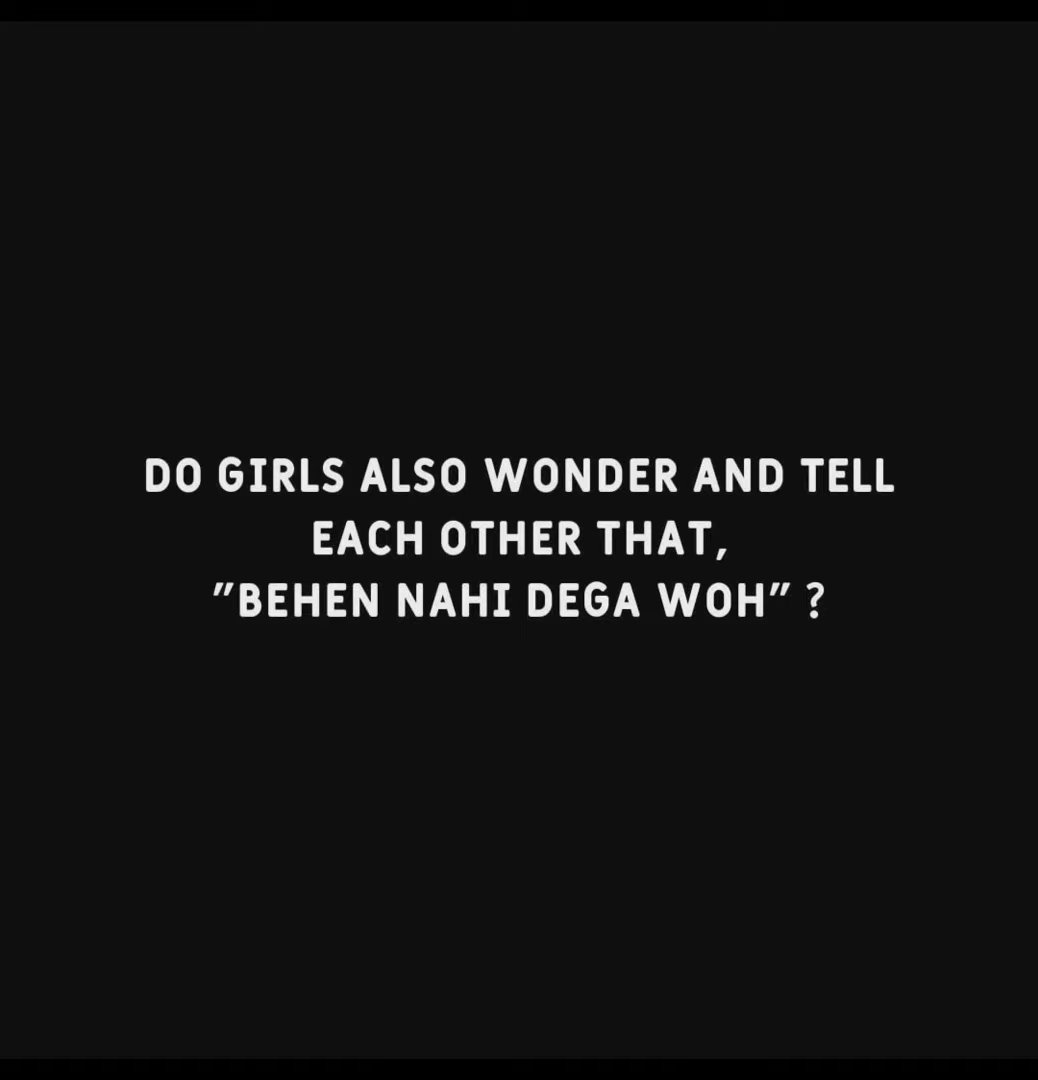 DO GIRLS ALSO WONDER AND TELL
EACH OTHER THAT,
"BEHEN NAHI DEGA WOH" ?